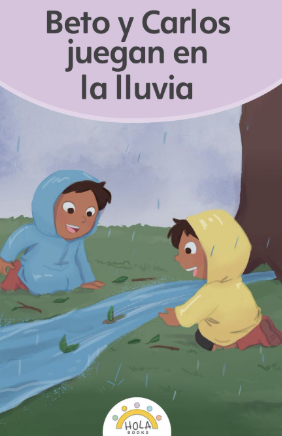 Beto y Carlos
juegan en
la lluvia
HOLA
BOOKS